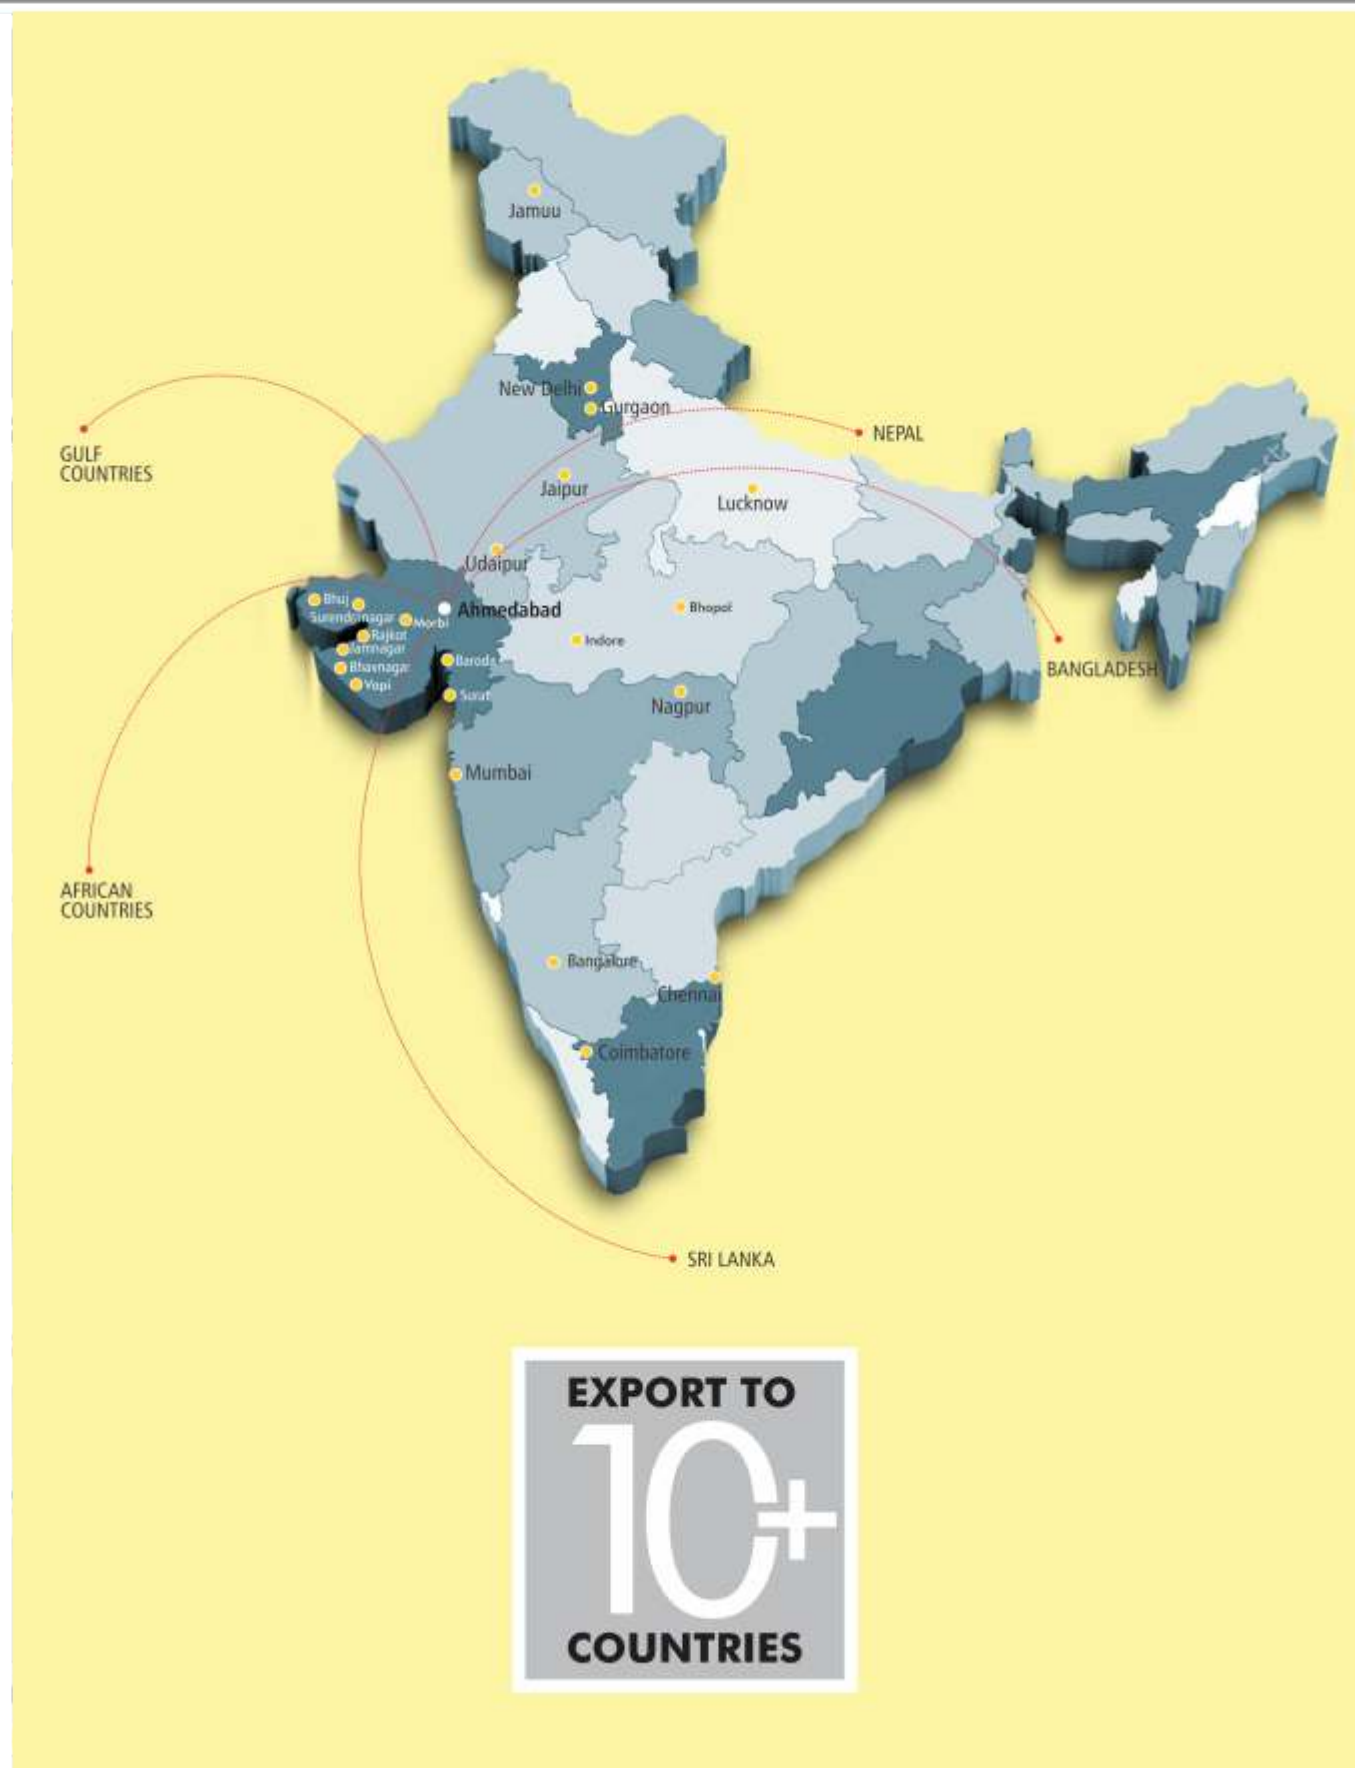 Jamuu
New Delhi
Gurgaon
GULF
COUNTRIES
NEPAL
Jaipur
Lucknow
Udaipur
Bhuj
Ahmedabad
Bhopal
Surendranagar
Morbi
Rajkot
Indore
Jamnagar
Baroda
Bhavnagar
BANGLADESH
Vapi
Surat
Nagpur
Mumbai
AFRICAN
COUNTRIES
Bangalore
Chennai
Coimbatore
SRI LANKA
EXPORT TO
10+
COUNTRIES